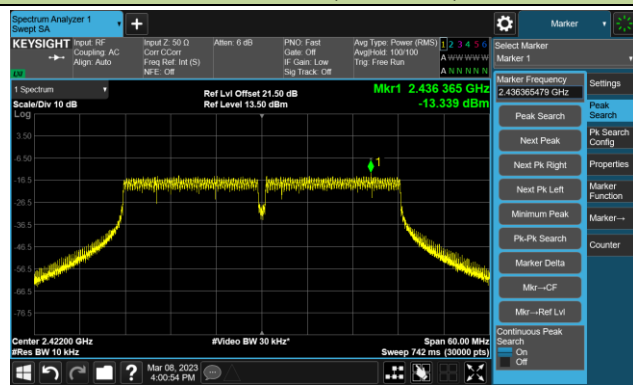 Spectrum Analyzer 1
Swept SA
Marker
KEYSIGHT
Input: RF
Coupling: AC
Align: Auto
Input Z: 50 Ω
Corr CCorr
Freq Ref: Int (S)
NFE: Off
Atten: 6 dB
PNO: Fast
Gate: Off
IF Gain: Low
Sig Track: Off
Avg Type: Power (RMS)
Avg|Hold: 100/100
Trig: Free Run
1 2 3 4 5 6
A W W W W W
A N N N N N
Select Marker
Marker 1
LXI
1 Spectrum
Scale/Div 10 dB
Log
Ref Lvl Offset 21.50 dB
Ref Level 13.50 dBm
Mkr1 2.436 365 GHz
-13.339 dBm
3.50
-6.50
-16.5
-26.5
-36.5
-46.5
-56.5
-66.5
-76.5
1
Center 2.42200 GHz
#Res BW 10 kHz
#Video BW 30 kHz*
Span 60.00 MHz
Sweep 742 ms (30000 pts)
Marker Frequency
2.436365479 GHz
Peak Search
Next Peak
Next Pk Right
Next Pk Left
Minimum Peak
Pk-Pk Search
Marker Delta
Mkr→CF
Mkr→Ref Lvl
Continuous Peak
Search
On
Off
Settings
Peak
Search
Pk Search
Config
Properties
Marker
Function
Marker→
Counter
?
Mar 08, 2023
4:00:54 PM